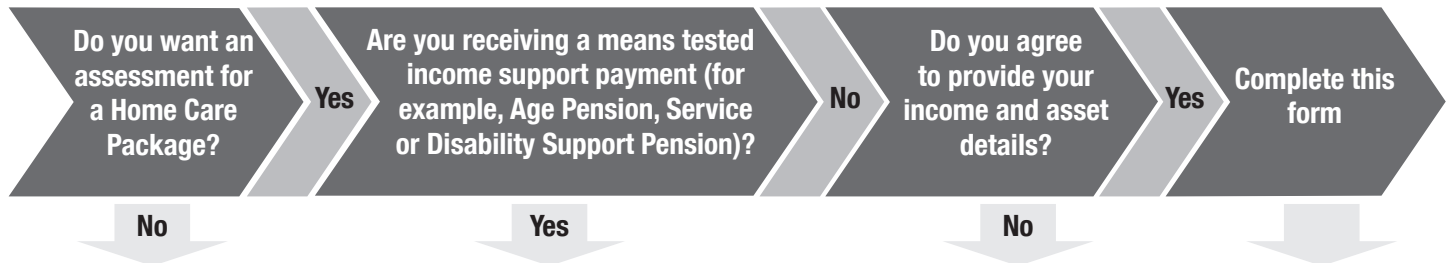 Do you want an
assessment for
a Home Care
Package?
Yes
Are you receiving a means tested
income support payment (for
example, Age Pension, Service
or Disability Support Pension)?
No
Do you agree
to provide your
income and asset
details?
Yes
Complete this
form
No
Yes
No